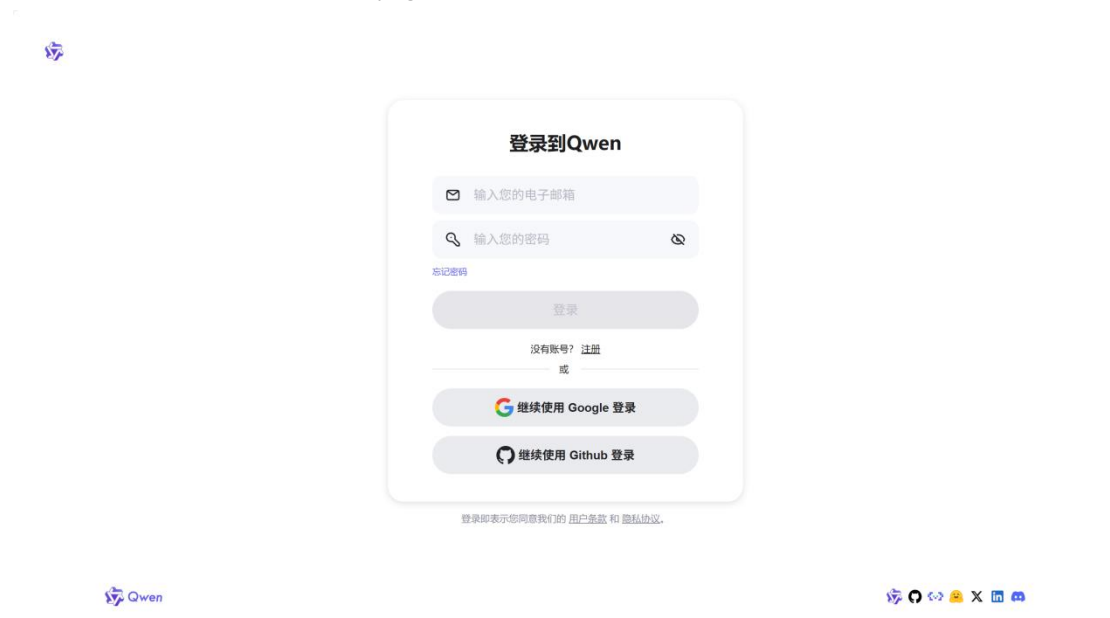 登录到Qwen
输入您的电子邮箱
输入您的密码
忘记密码
登录
没有账号? 注册
或
继续使用 Google 登录
继续使用 Github 登录
登录即表示您同意我们的 用户条款 和 隐私协议。
Qwen